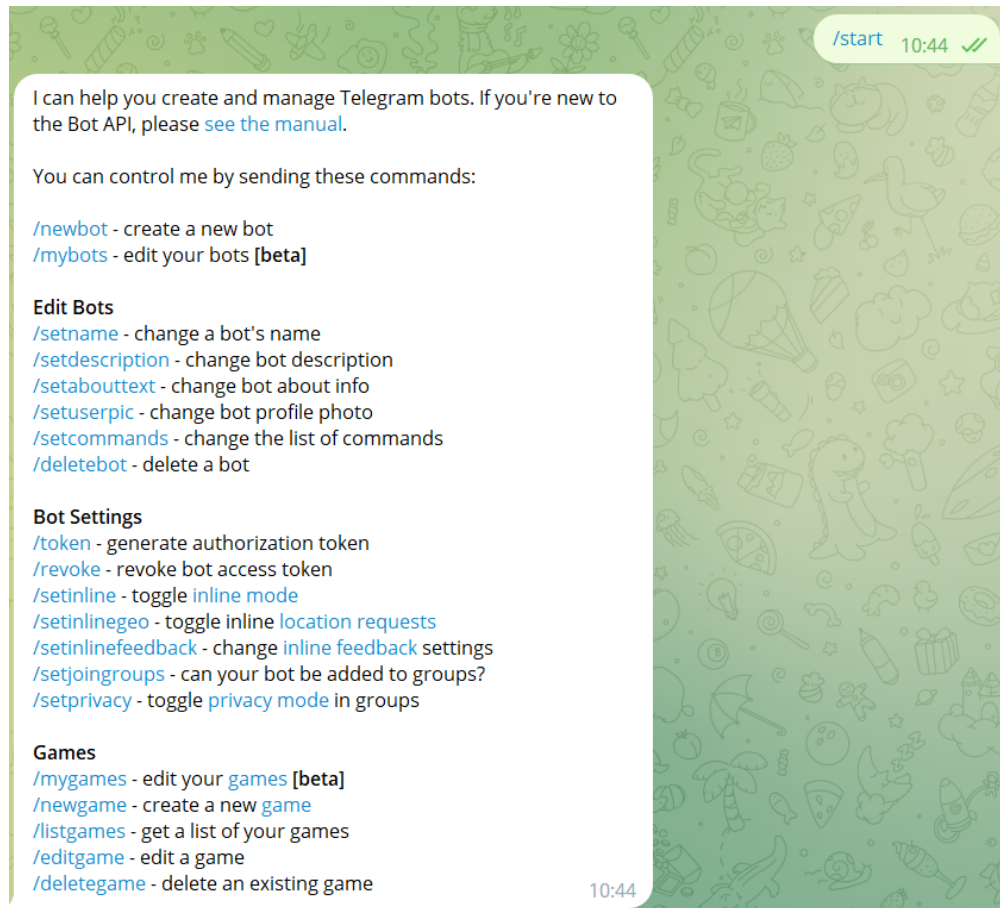 /start 10:44
I can help you create and manage Telegram bots. If you're new to
the Bot API, please see the manual.
You can control me by sending these commands:
/newbot - create a new bot
/mybots - edit your bots [beta]
Edit Bots
/setname - change a bot's name
/setdescription - change bot description
/setabouttext - change bot about info
/setuserpic - change bot profile photo
/setcommands - change the list of commands
/deletebot - delete a bot
Bot Settings
/token - generate authorization token
/revoke - revoke bot access token
/setinline - toggle inline mode
/setinlinegeo - toggle inline location requests
/setinlinefeedback - change inline feedback settings
/setjoingroups - can your bot be added to groups?
/setprivacy - toggle privacy mode in groups
Games
/mygames - edit your games [beta]
/newgame - create a new game
/listgames - get a list of your games
/editgame - edit a game
/deletegame - delete an existing game
10:44